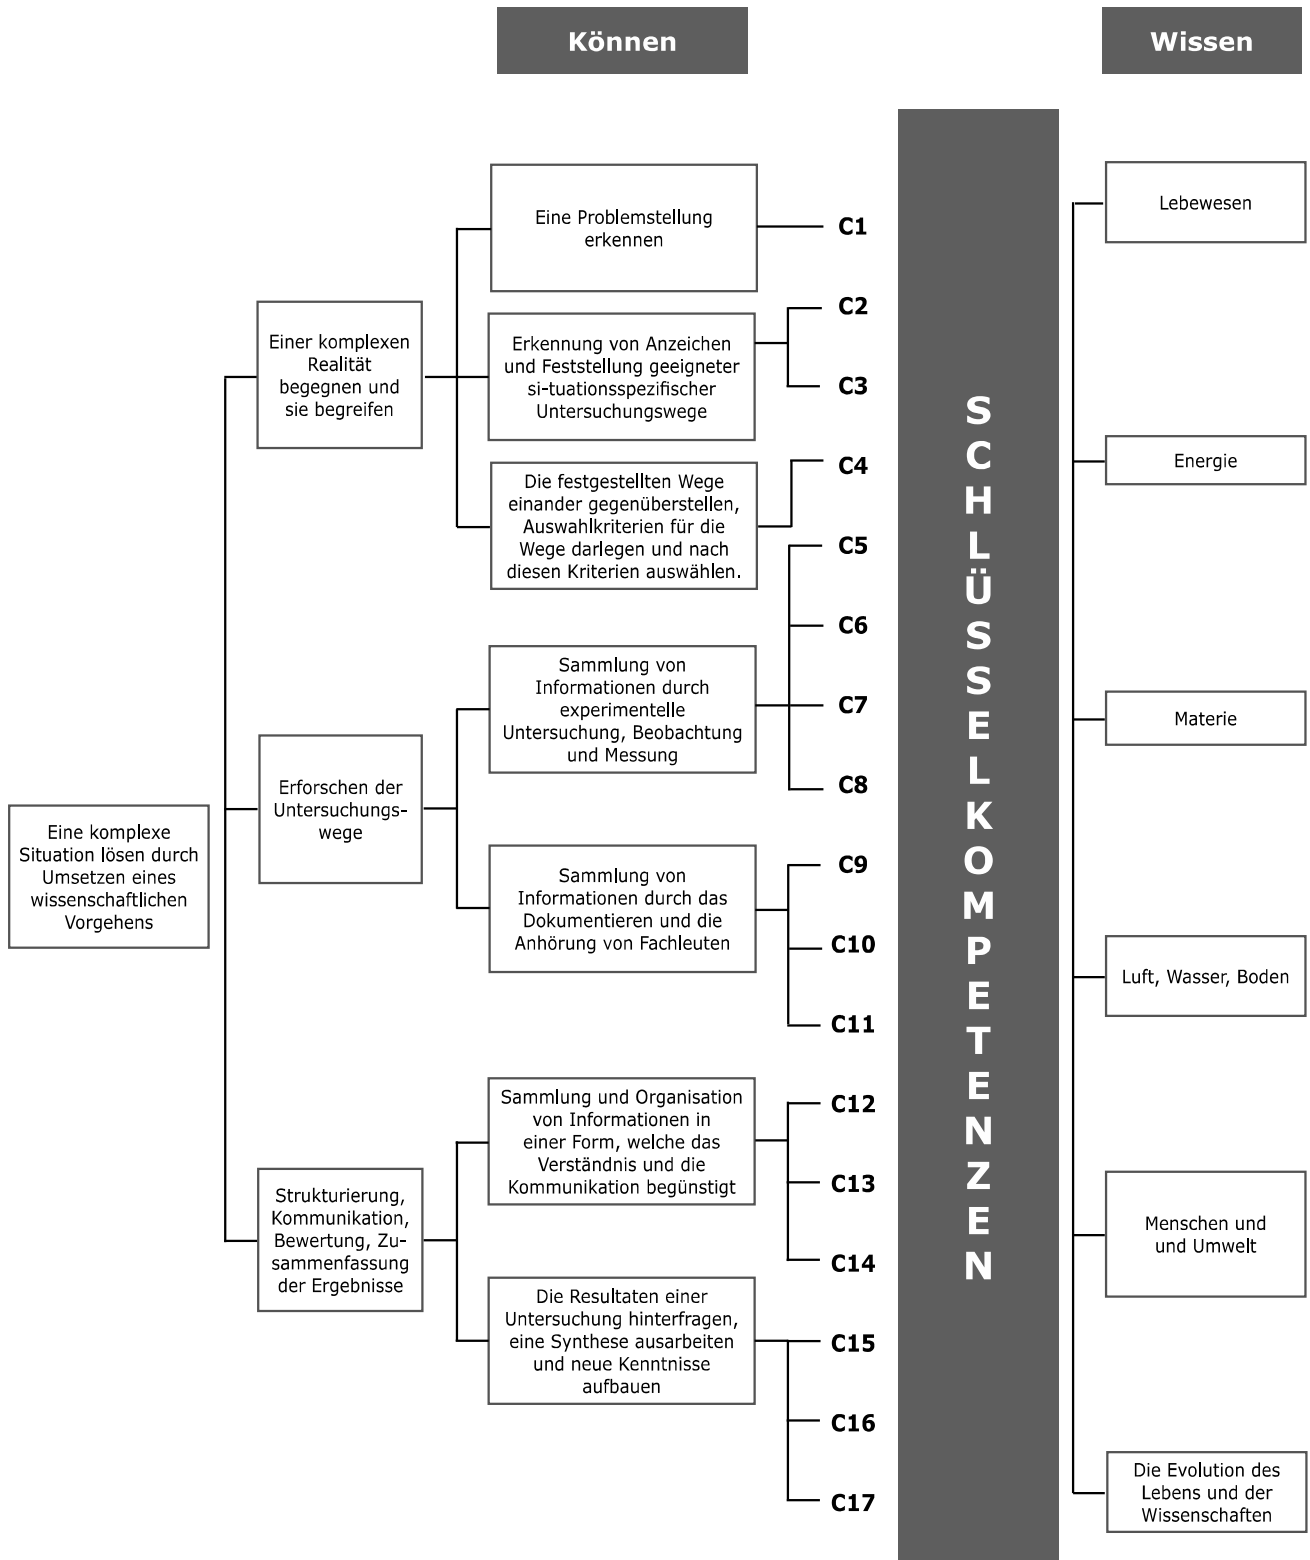 Können
Wissen
Eine komplexe
Situation lösen durch
Umsetzen eines
wissenschaftlichen
Vorgehens
Einer komplexen
Realität
begegnen und
sie begreifen
Eine Problemstellung
erkennen
C1
Erkennung von Anzeichen
und Feststellung geeigneter
si-tuationsspezifischer
Untersuchungswege
C2
C3
Die festgestellten Wege
einander gegenüberstellen,
Auswahlkriterien für die
Wege darlegen und nach
diesen Kriterien auswählen.
C4
Erforschen der
Untersuchungs-
wege
Sammlung von
Informationen durch
experimentelle
Untersuchung, Beobachtung
und Messung
C5
C6
C7
C8
Sammlung von
Informationen durch das
Dokumentieren und die
Anhörung von Fachleuten
C9
C10
C11
Strukturierung,
Kommunikation,
Bewertung, Zu-
sammenfassung
der Ergebnisse
Sammlung und Organisation
von Informationen in
einer Form, welche das
Verständnis und die
Kommunikation begünstigt
C12
C13
C14
Die Resultaten einer
Untersuchung hinterfragen,
eine Synthese ausarbeiten
und neue Kenntnisse
aufbauen
C15
C16
C17
SCHLÜSSELKOMPETENZEN
Lebewesen
Energie
Materie
Luft, Wasser, Boden
Menschen und
und Umwelt
Die Evolution des
Lebens und der
Wissenschaften